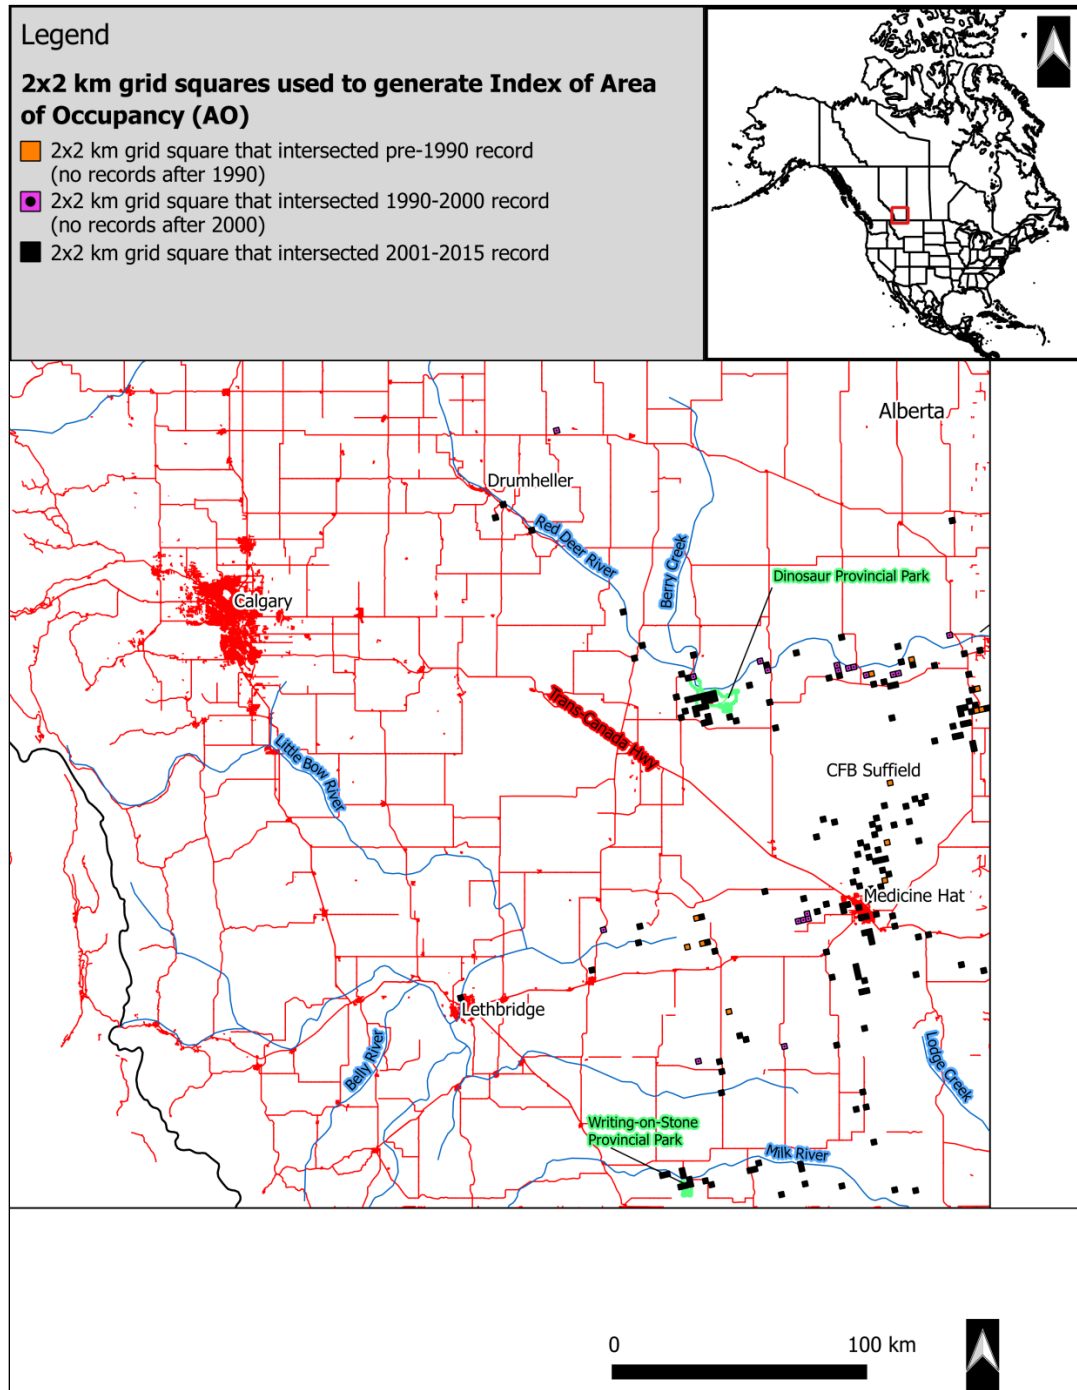 Legend
2x2 km grid squares used to generate Index of Area
of Occupancy (AO)
2x2 km grid square that intersected pre-1990 record
(no records after 1990)
2x2 km grid square that intersected 1990-2000 record
(no records after 2000)
2x2 km grid square that intersected 2001-2015 record
Alberta
Drumheller
Red Deer River
Berry Creek
Dinosaur Provincial Park
Calgary
Trans-Canada Hwy
Little Bow River
CFB Suffield
Medicine Hat
Lethbridge
Belly River
Lodge Creek
Writing-on-Stone
Provincial Park
Milk River
0
100 km